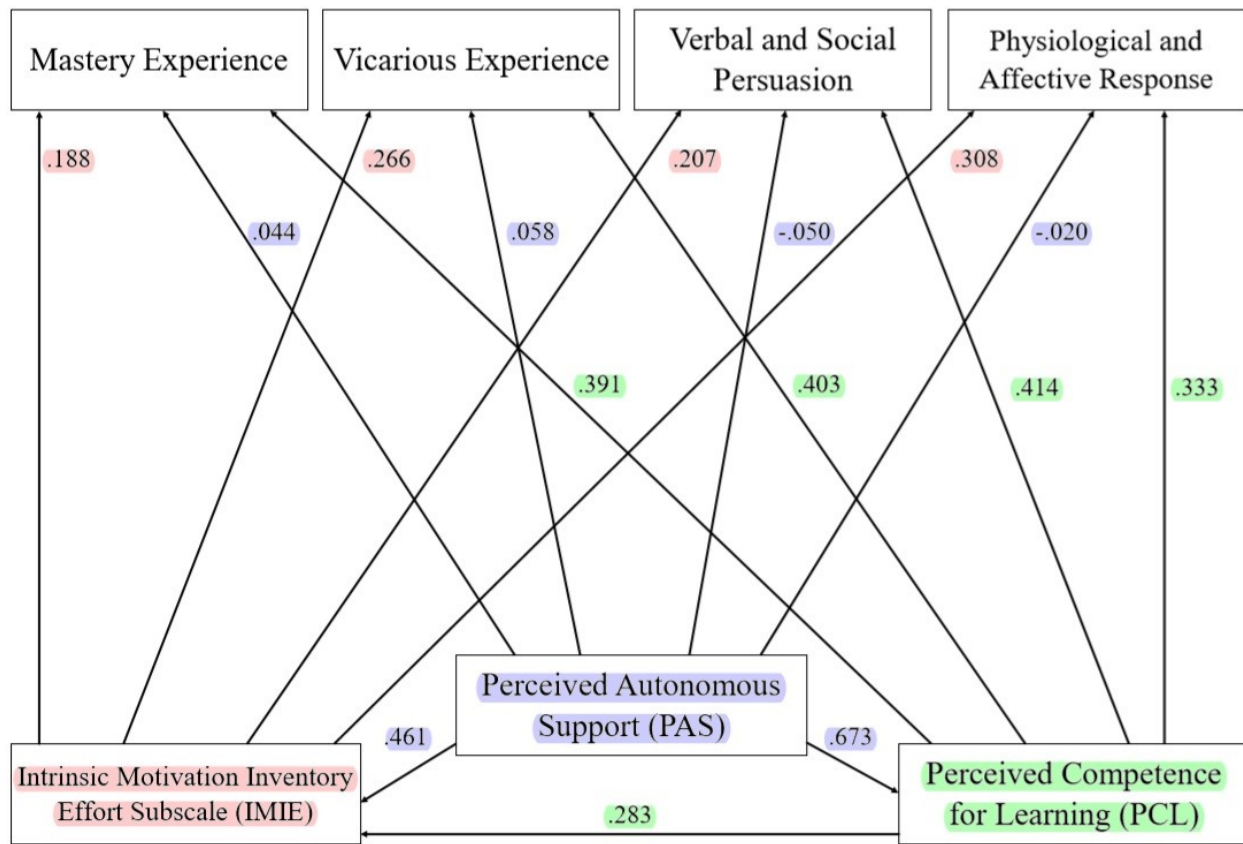 Mastery Experience
Vicarious Experience
Verbal and Social
Persuasion
Physiological and
Affective Response
.188
.266
.207
.308
.044
.058
-.050
-.020
.391
.403
.414
.333
Perceived Autonomous
Support (PAS)
.461
.673
Intrinsic Motivation Inventory
Effort Subscale (IMIE)
.283
Perceived Competence
for Learning (PCL)